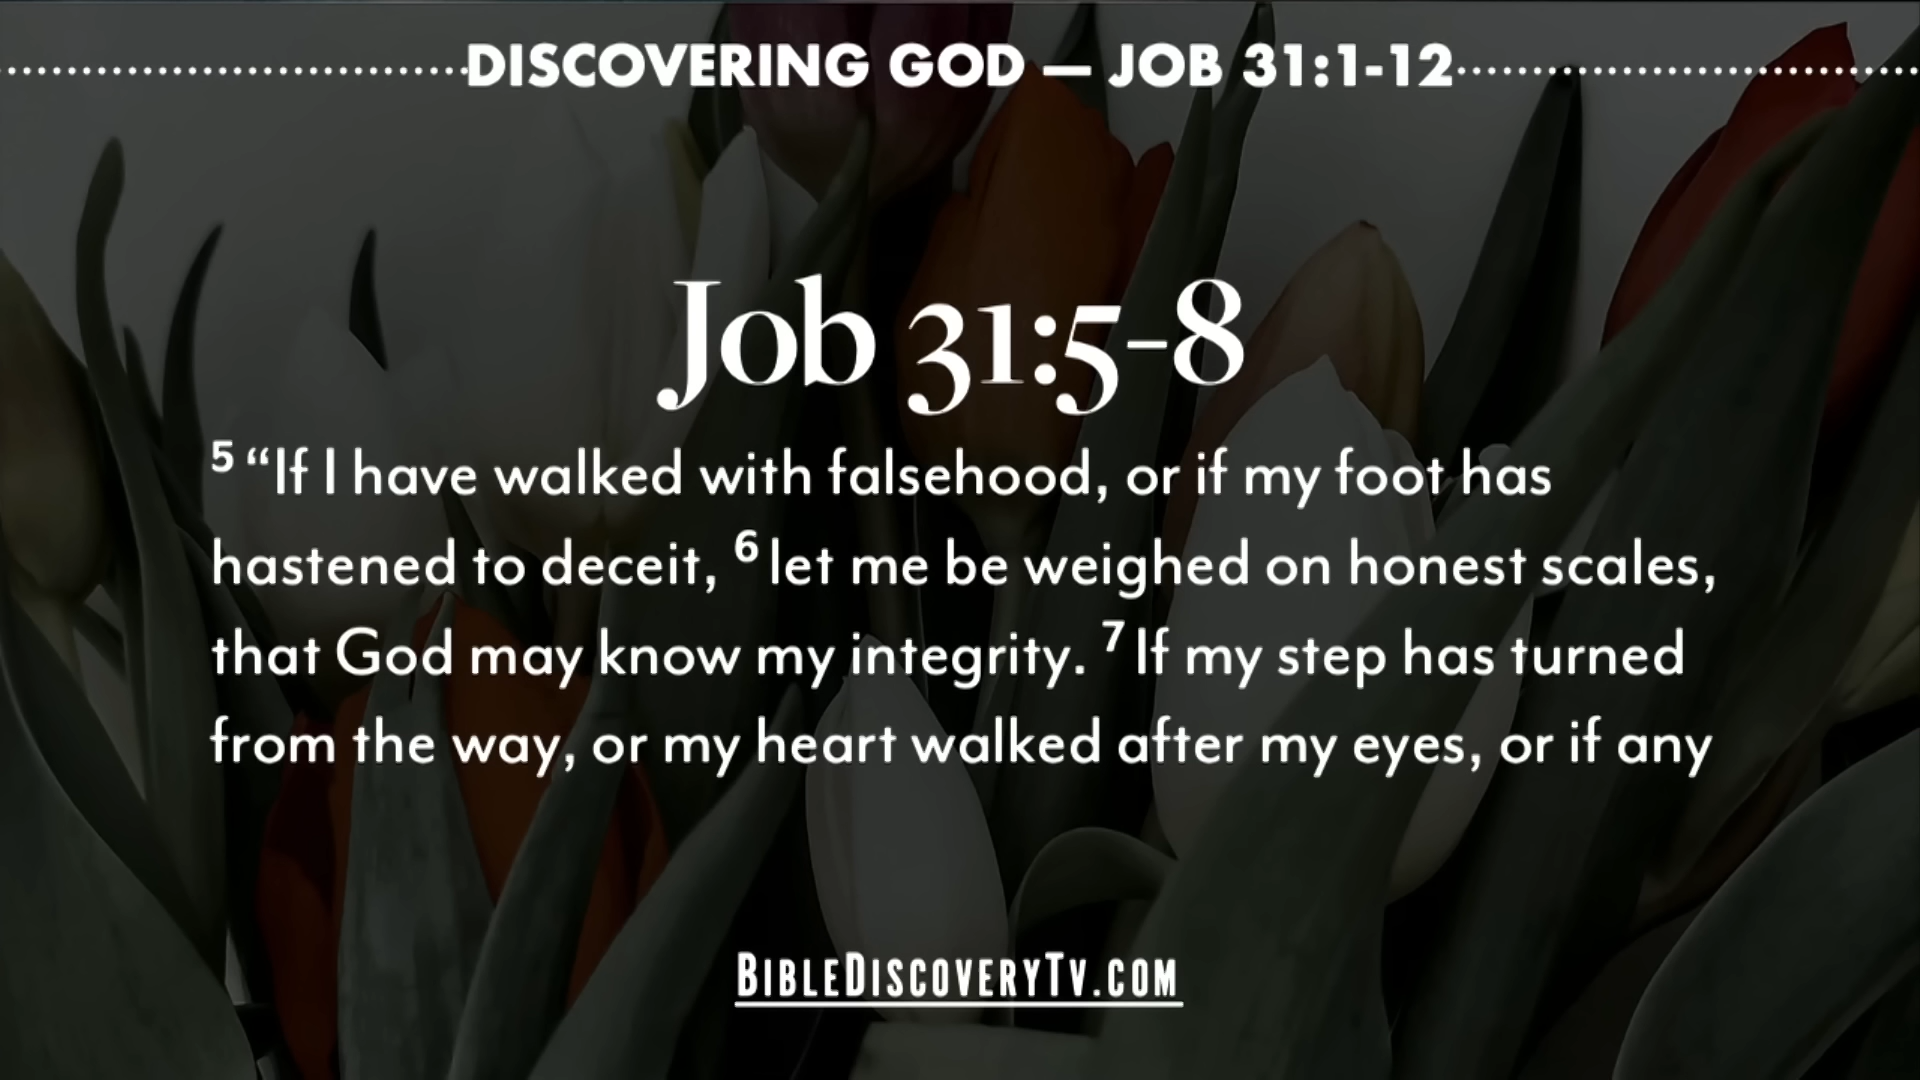 DISCOVERING GOD — JOB 31:1-12
Job 31:5-8
5 “If I have walked with falsehood, or if my foot has
hastened to deceit, 6 let me be weighed on honest scales,
that God may know my integrity. 7 If my step has turned
from the way, or my heart walked after my eyes, or if any
BIBLEDISCOVERYTV.COM